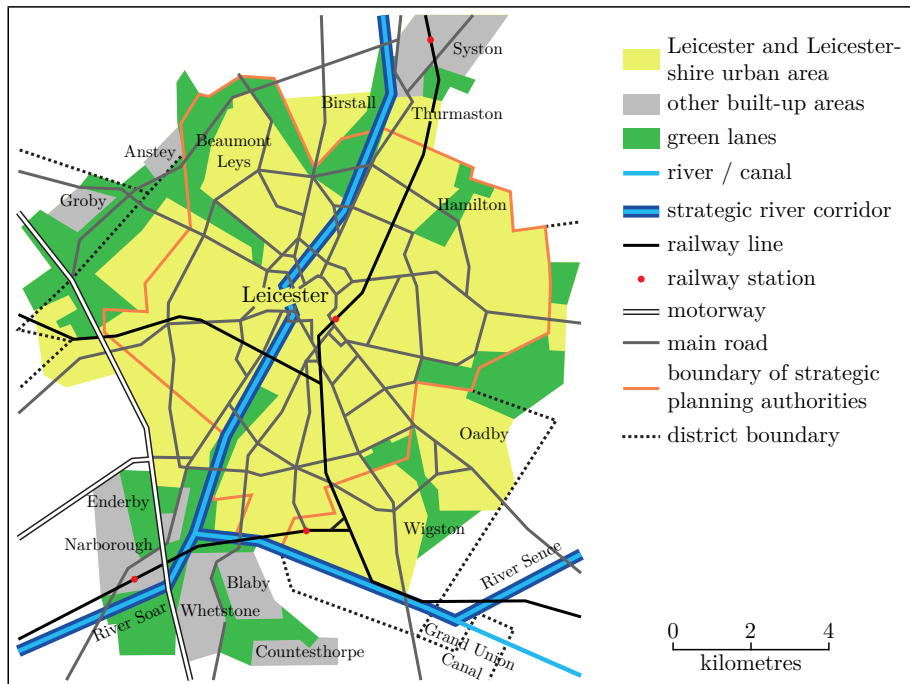 Syston
Birstall
Thurmaston
Beaumont
Leys
Anstey
Groby
Hamilton
Leicester
Oadby
Enderby
Wigston
Narborough
Blaby
Whetstone
River Soar
River Sence
Grand Union
Canal
Countesthorpe
Leicester and Leicester-
shire urban area
other built-up areas
green lanes
river / canal
strategic river corridor
railway line
railway station
motorway
main road
boundary of strategic
planning authorities
district boundary
0 2 4
kilometres